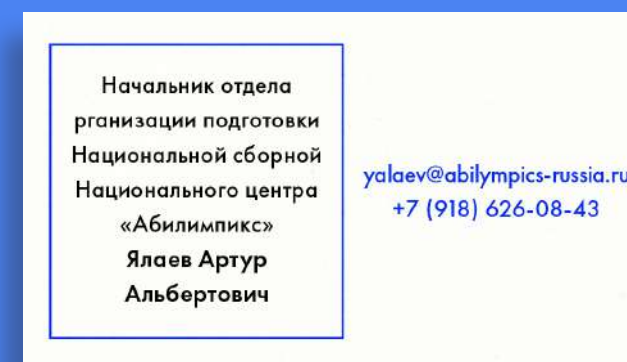 Начальник отдела
рганизации подготовки
Национальной сборной
Национального центра
«Абилимпикс»
Ялаев Артур
Альбертович
yalaev@abilympics-russia.ru
+7 (918) 626-08-43